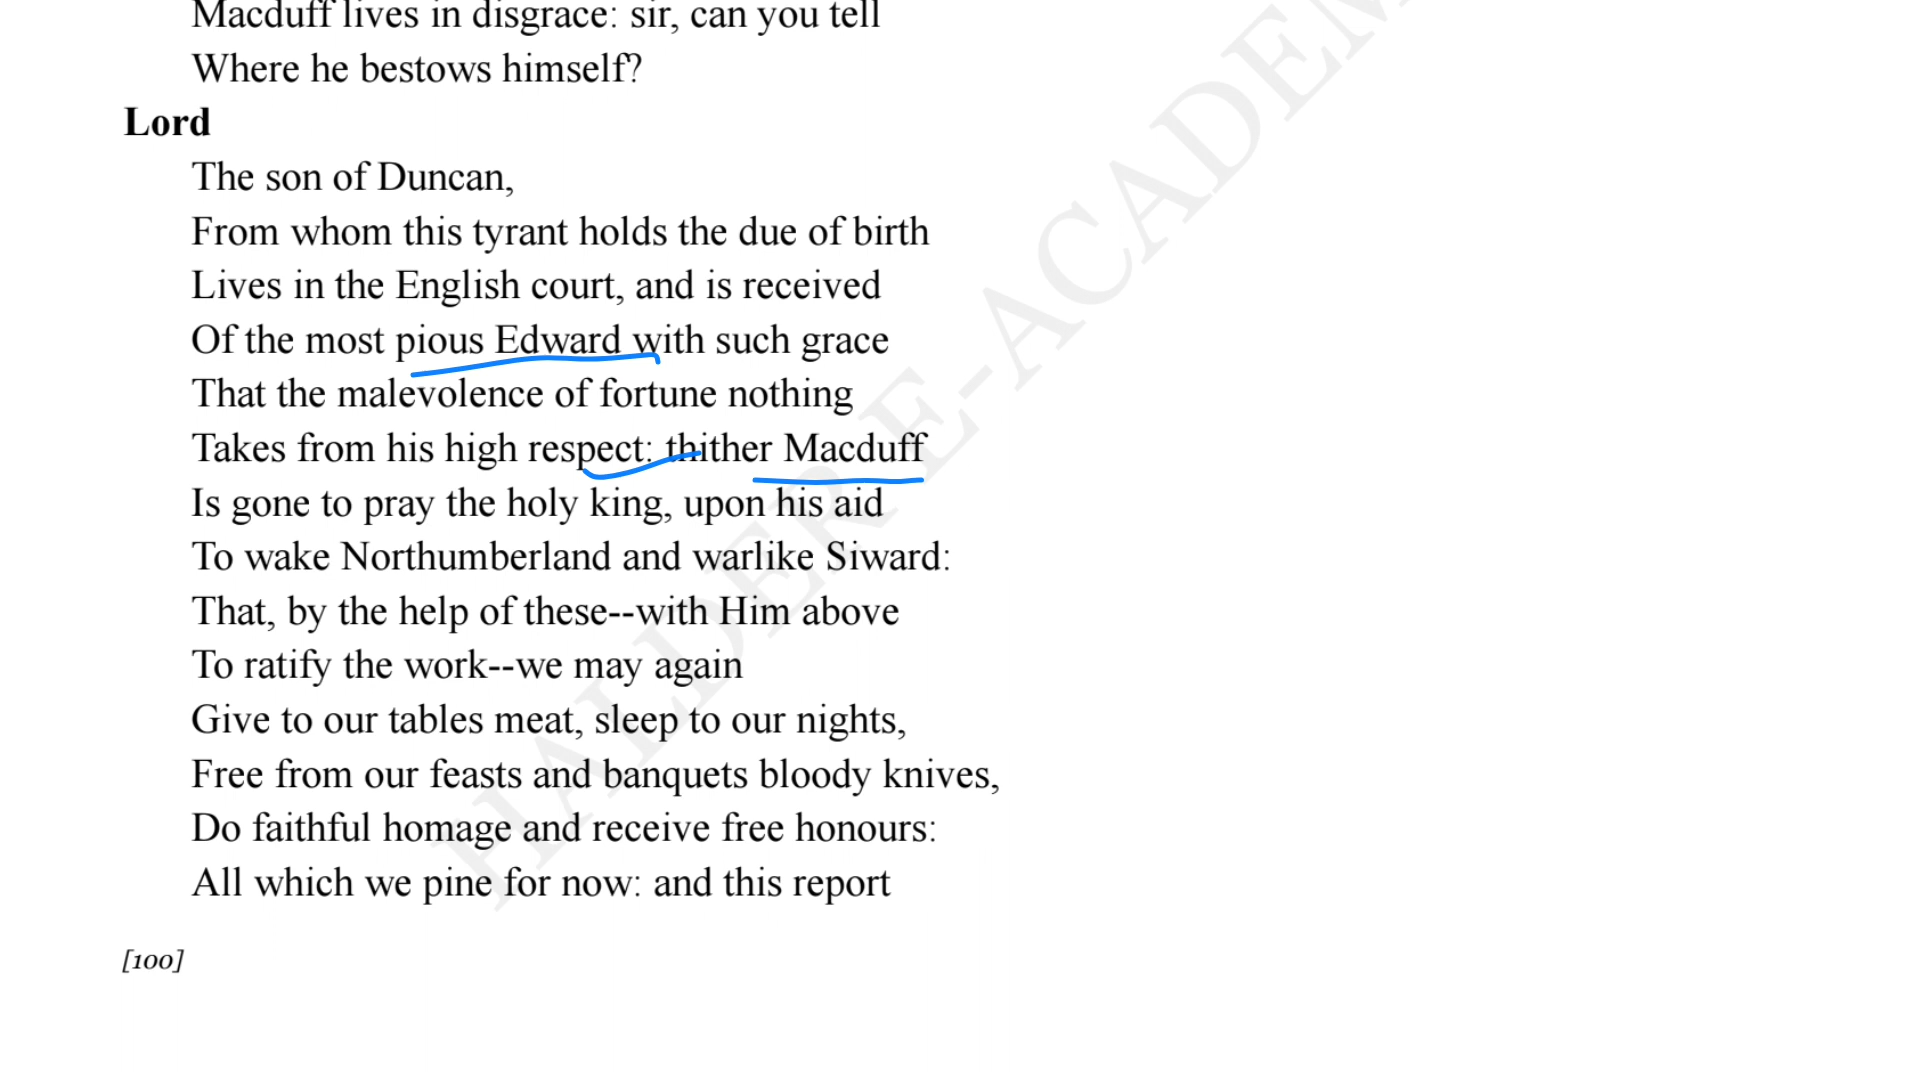 Macduff lives in disgrace: sir, can you tell
Where he bestows himself?
Lord
The son of Duncan,
From whom this tyrant holds the due of birth
Lives in the English court, and is received
Of the most pious Edward with such grace
That the malevolence of fortune nothing
Takes from his high respect: thither Macduff
Is gone to pray the holy king, upon his aid
To wake Northumberland and warlike Siward:
That, by the help of these--with Him above
To ratify the work--we may again
Give to our tables meat, sleep to our nights,
Free from our feasts and banquets bloody knives,
Do faithful homage and receive free honours:
All which we pine for now: and this report
[100]
HALDER E-ACADEM